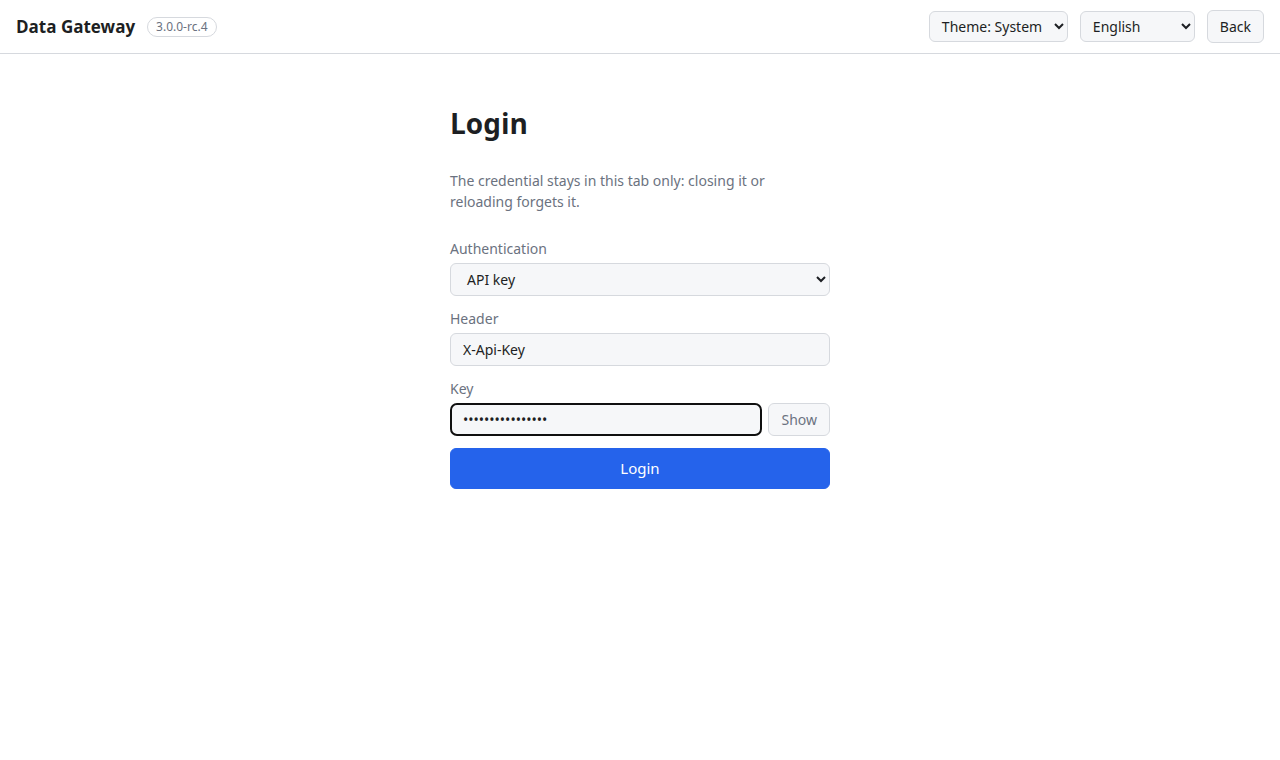 Data Gateway
3.0.0-rc.4
Theme: System
English
Back
Login
The credential stays in this tab only: closing it or
reloading forgets it.
Authentication
API key
Header
X-Api-Key
Key
••••••••••••••••
Show
Login